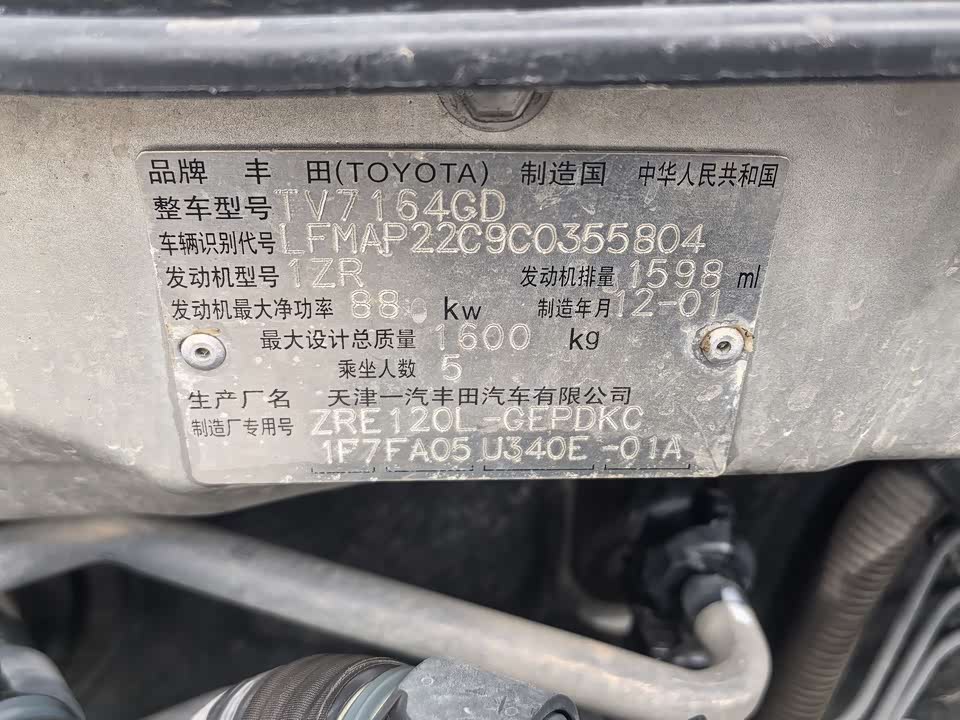 品牌 丰 田(TOYOTA) 制造国 中华人民共和国
整车型号 TV7164GD
车辆识别代号 LFMAP22C9C0355804
发动机型号 1ZR 发动机排量 1598 ml
发动机最大净功率 88 kw 制造年月 12-01
最大设计总质量 1600 kg
乘坐人数 5
生产厂名 天津一汽丰田汽车有限公司
制造厂专用号 ZRE120L-GEPDKC
1F7 FA05 U340E -01A